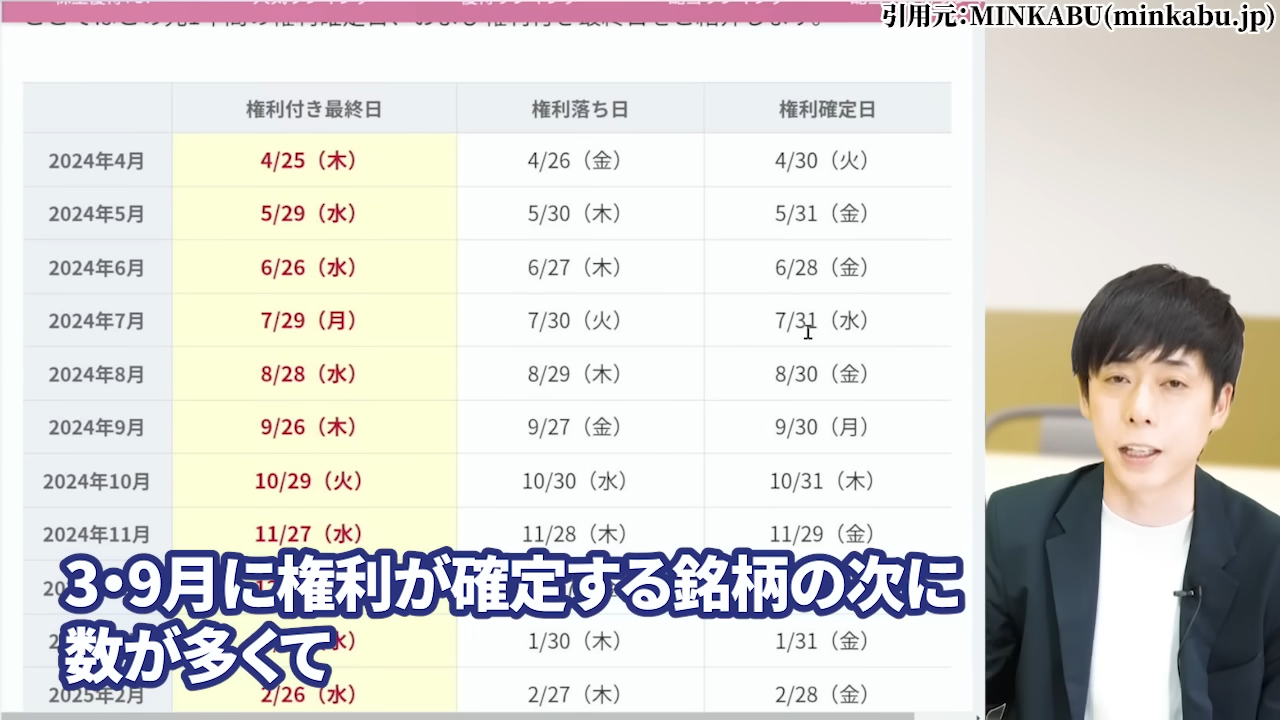 引用元:MINKABU(minkabu.jp)
権利付き最終日 権利落ち日 権利確定日
2024年4月 4/25（木） 4/26（金） 4/30（火）
2024年5月 5/29（水） 5/30（木） 5/31（金）
2024年6月 6/26（水） 6/27（木） 6/28（金）
2024年7月 7/29（月） 7/30（火） 7/31（水）
2024年8月 8/28（水） 8/29（木） 8/30（金）
2024年9月 9/26（木） 9/27（金） 9/30（月）
2024年10月 10/29（火） 10/30（水） 10/31（木）
2024年11月 11/27（水） 11/28（木） 11/29（金）
3・9月に権利が確定する銘柄の次に
数が多くて
1/30（木） 1/31（金）
2025年2月 2/26（水） 2/27（木） 2/28（金）